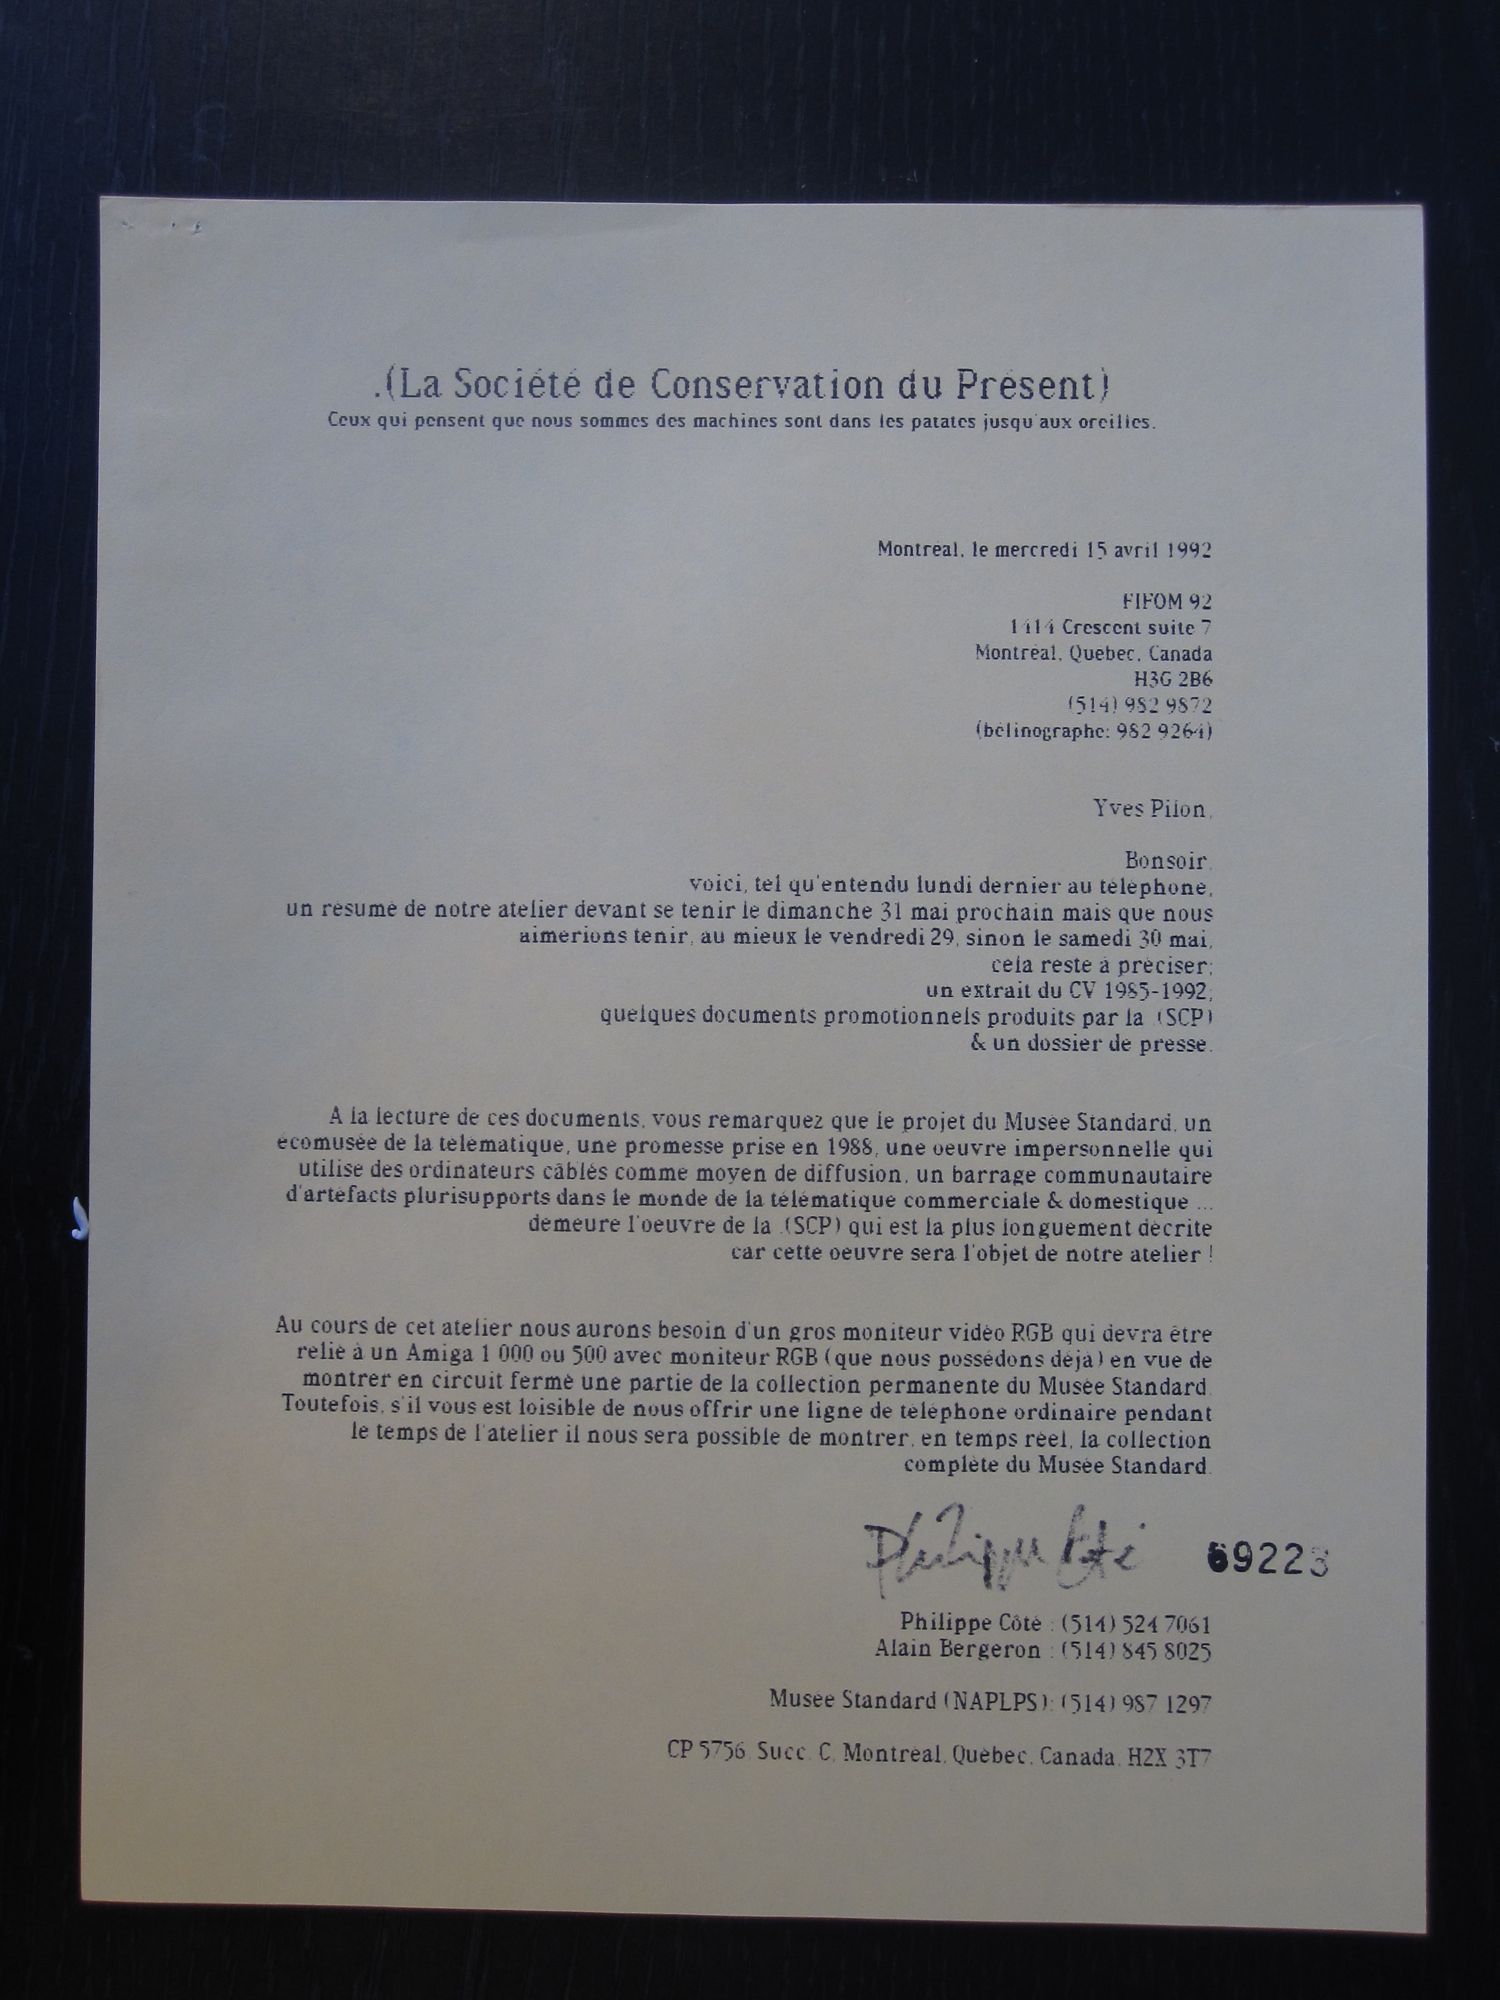 .(La Société de Conservation du Présent)
Ceux qui pensent que nous sommes des machines sont dans les patates jusqu'aux oreilles.
Montréal, le mercredi 15 avril 1992
FIFOM 92
1414 Crescent suite 7
Montréal, Québec, Canada
H3G 2B6
(514) 982 9872
(bélinographe: 982 9264)
Yves Pilon,
Bonsoir,
voici, tel qu'entendu lundi dernier au téléphone,
un résumé de notre atelier devant se tenir le dimanche 31 mai prochain mais que nous
aimerions tenir, au mieux le vendredi 29, sinon le samedi 30 mai,
cela reste à préciser;
un extrait du CV 1985-1992;
quelques documents promotionnels produits par la .(SCP)
& un dossier de presse.
A la lecture de ces documents, vous remarquez que le projet du Musée Standard, un
écomusée de la télématique, une promesse prise en 1988, une oeuvre impersonnelle qui
utilise des ordinateurs câblés comme moyen de diffusion, un barrage communautaire
d'artéfacts plurisupports dans le monde de la télématique commerciale & domestique ...
demeure l'oeuvre de la .(SCP) qui est la plus longuement décrite
car cette oeuvre sera l'objet de notre atelier !
Au cours de cet atelier nous aurons besoin d'un gros moniteur vidéo RGB qui devra être
relié à un Amiga 1 000 ou 500 avec moniteur RGB (que nous possédons déjà) en vue de
montrer en circuit fermé une partie de la collection permanente du Musée Standard.
Toutefois, s'il vous est loisible de nous offrir une ligne de téléphone ordinaire pendant
le temps de l'atelier il nous sera possible de montrer, en temps réel, la collection
complète du Musée Standard.
Philippe Côté 69223
Philippe Côté : (514) 524 7061
Alain Bergeron : (514) 845 8025
Musée Standard (NAPLPS): (514) 987 1297
CP 5756, Succ. C, Montréal, Québec, Canada, H2X 3T7